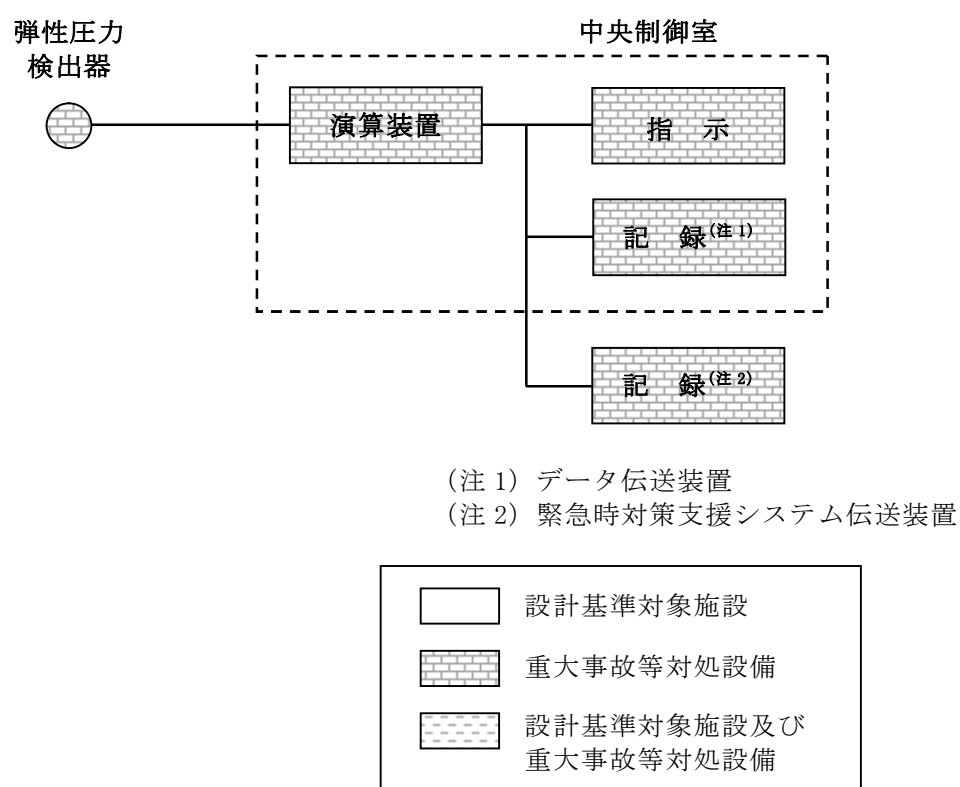 弾性圧力
検出器
中央制御室
演算装置
指 示
記 録(注1)
記 録(注2)
(注 1) データ伝送装置
(注 2) 緊急時対策支援システム伝送装置
設計基準対象施設
重大事故等対処設備
設計基準対象施設及び
重大事故等対処設備